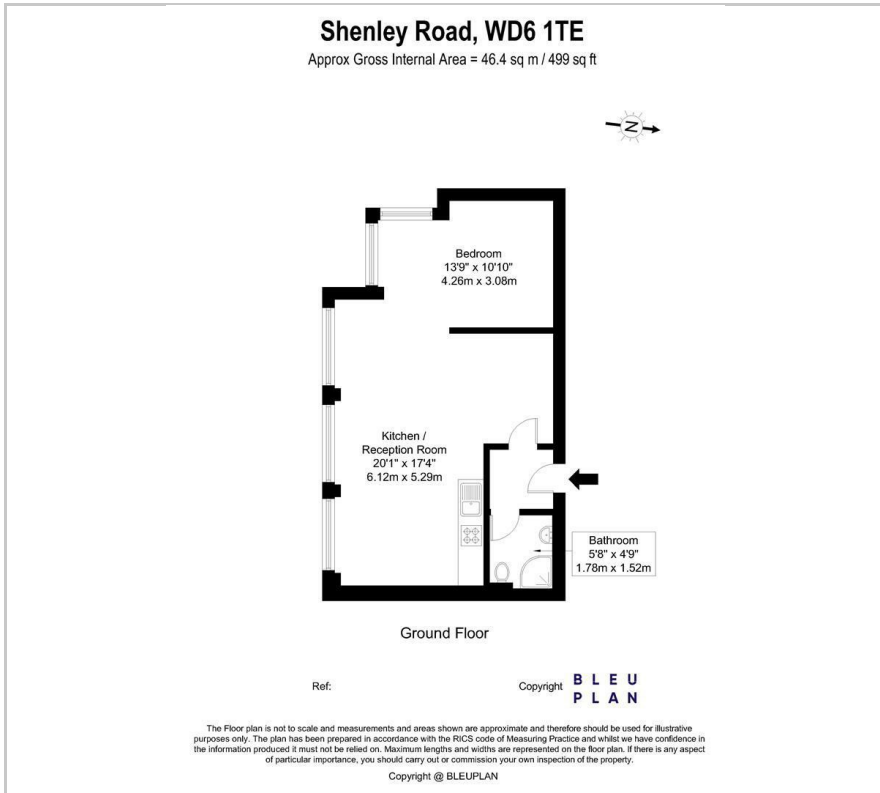 Shenley Road, WD6 1TE
Approx Gross Internal Area = 46.4 sq m / 499 sq ft
N
Bedroom
13'9" x 10'10"
4.26m x 3.08m
Kitchen /
Reception Room
20'1" x 17'4"
6.12m x 5.29m
Bathroom
5'8" x 4'9"
1.78m x 1.52m
Ground Floor
Ref:
Copyright
BLEU
PLAN
The Floor plan is not to scale and measurements and areas shown are approximate and therefore should be used for illustrative
purposes only. The plan has been prepared in accordance with the RICS code of Measuring Practice and whilst we have confidence in
the information produced it must not be relied on. Maximum lengths and widths are represented on the floor plan. If there is any aspect
of particular importance, you should carry out or commission your own inspection of the property.
Copyright @ BLEUPLAN